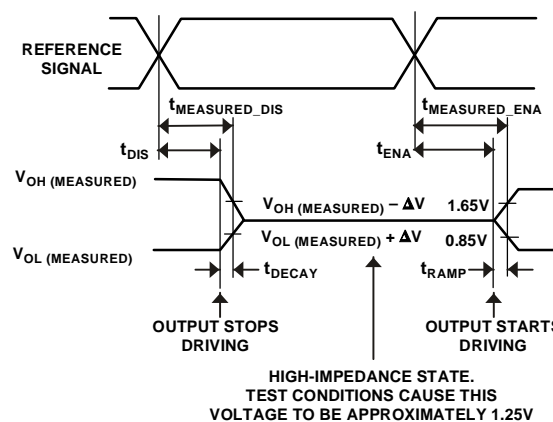 REFERENCE
SIGNAL
tMEASURED_DIS
tMEASURED_ENA
tDIS
tENA
VOH (MEASURED)
VOH (MEASURED) – ΔV
1.65V
VOL (MEASURED) + ΔV
0.85V
VOL (MEASURED)
tDECAY
tRAMP
OUTPUT STOPS
DRIVING
OUTPUT STARTS
DRIVING
HIGH-IMPEDANCE STATE.
TEST CONDITIONS CAUSE THIS
VOLTAGE TO BE APPROXIMATELY 1.25V